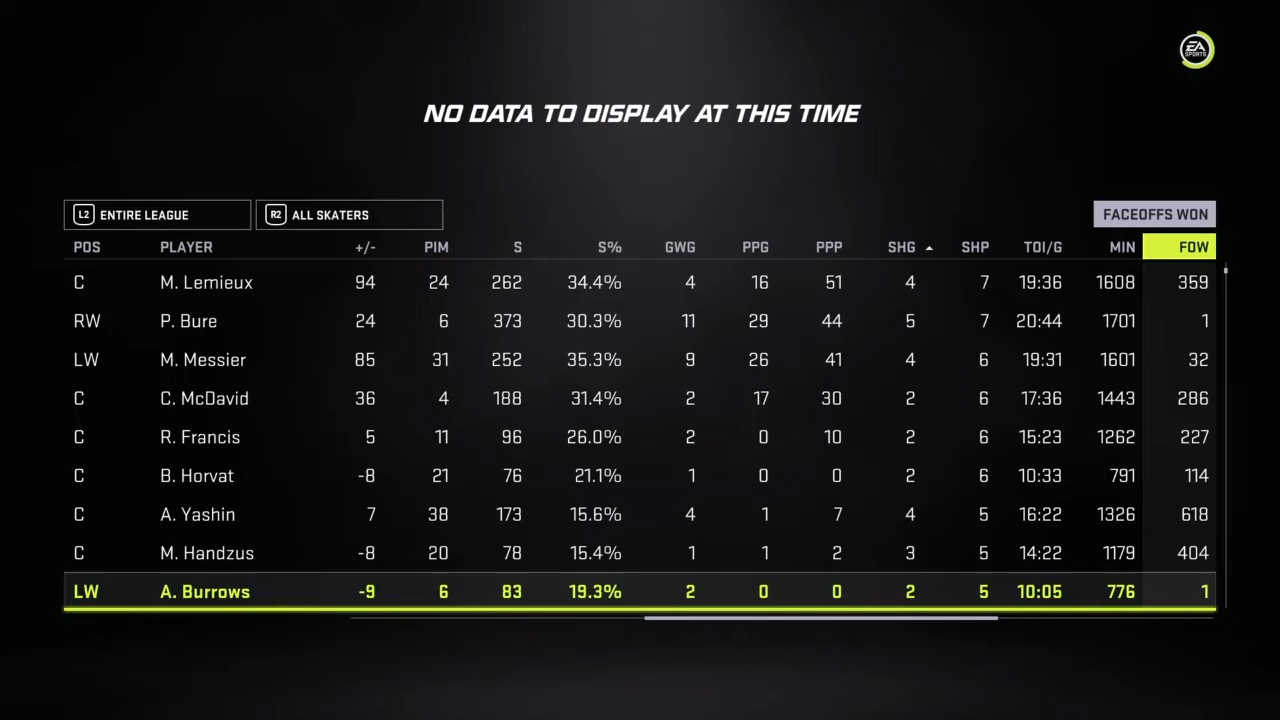 EA
SPORTS
NO DATA TO DISPLAY AT THIS TIME
L2 ENTIRE LEAGUE R2 ALL SKATERS FACEOFFS WON
POS PLAYER +/- PIM S S% GWG PPG PPP SHG SHP TOI/G MIN FOW
C M. Lemieux 94 24 262 34.4% 4 16 51 4 7 19:36 1608 359
RW P. Bure 24 6 373 30.3% 11 29 44 5 7 20:44 1701 1
LW M. Messier 85 31 252 35.3% 9 26 41 4 6 19:31 1601 32
C C. McDavid 36 4 188 31.4% 2 17 30 2 6 17:36 1443 286
C R. Francis 5 11 96 26.0% 2 0 10 2 6 15:23 1262 227
C B. Horvat -8 21 76 21.1% 1 0 0 2 6 10:33 791 114
C A. Yashin 7 38 173 15.6% 4 1 7 4 5 16:22 1326 618
C M. Handzus -8 20 78 15.4% 1 1 2 3 5 14:22 1179 404
LW A. Burrows -9 6 83 19.3% 2 0 0 2 5 10:05 776 1